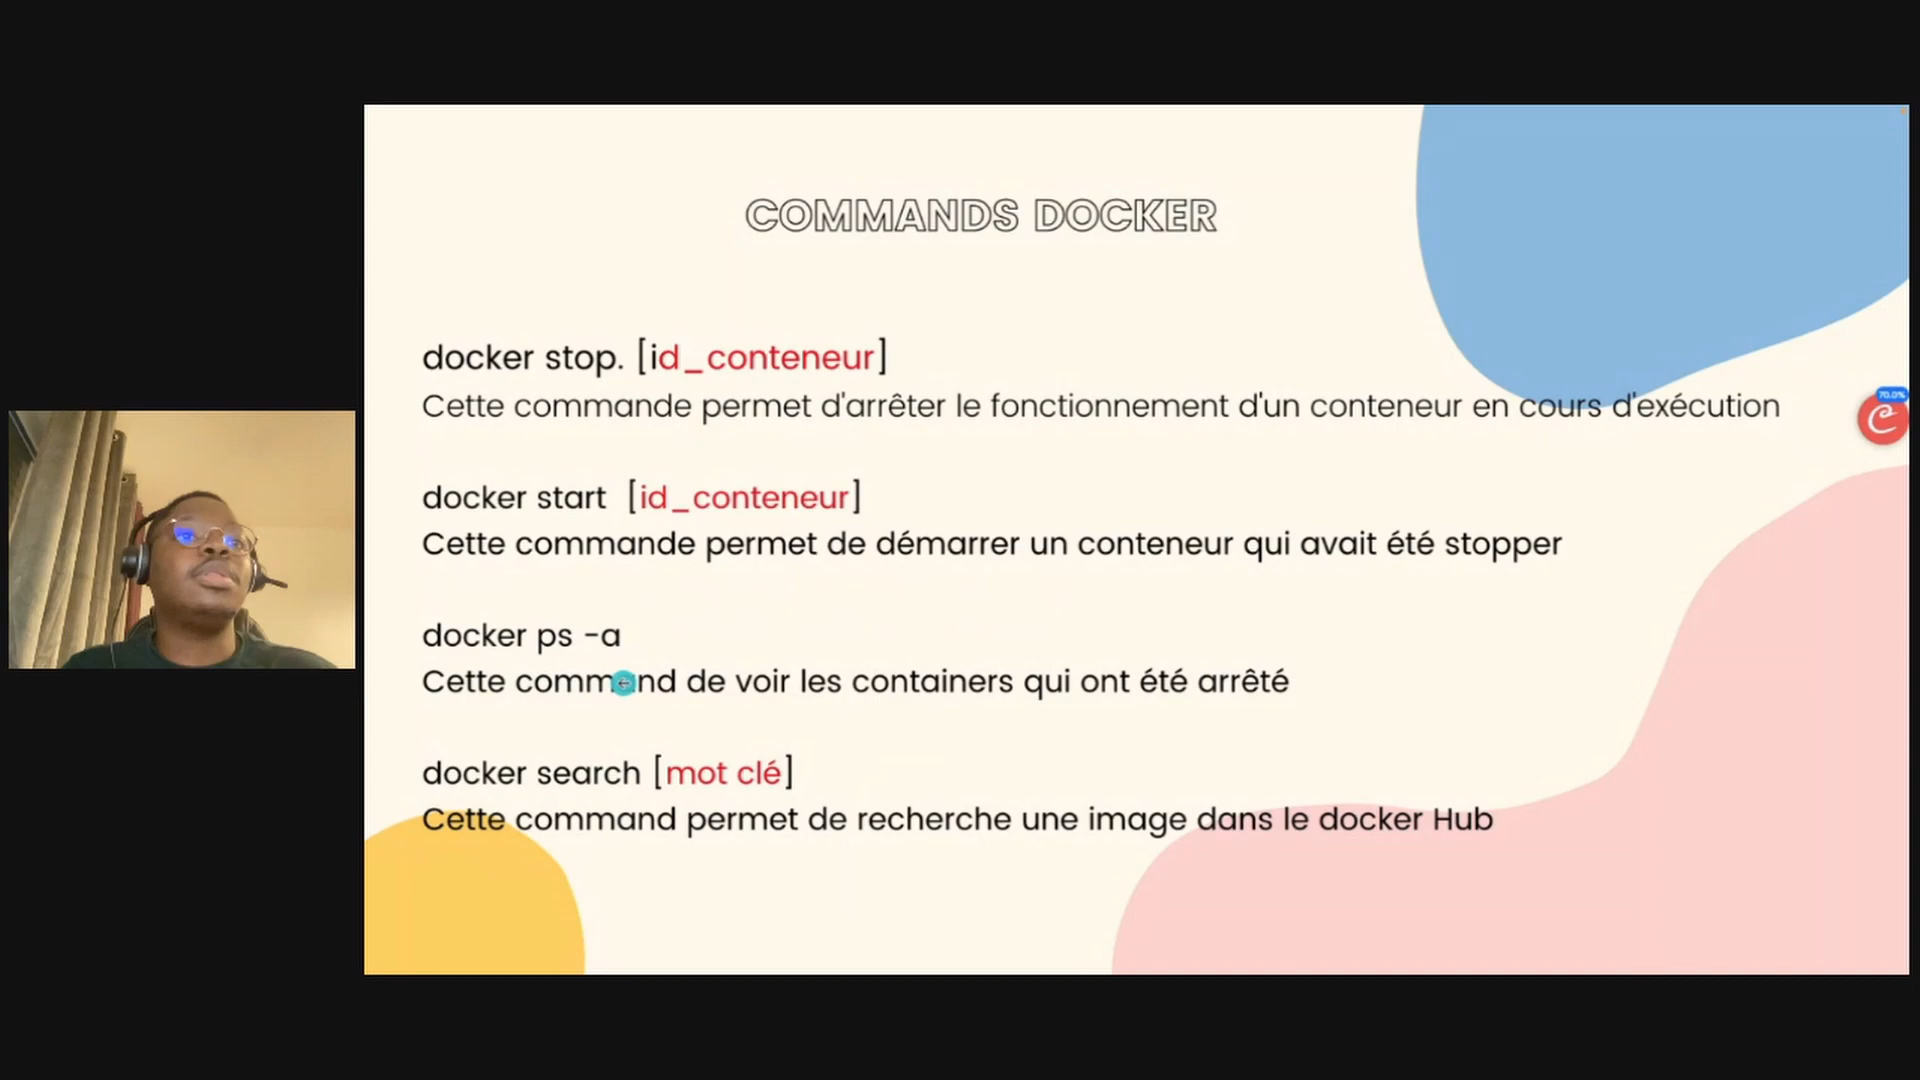 COMMANDS DOCKER
docker stop. [id_conteneur]
Cette commande permet d'arrêter le fonctionnement d'un conteneur en cours d'exécution
70.0%
docker start [id_conteneur]
Cette commande permet de démarrer un conteneur qui avait été stopper
docker ps -a
Cette command de voir les containers qui ont été arrêté
docker search [mot clé]
Cette command permet de recherche une image dans le docker Hub